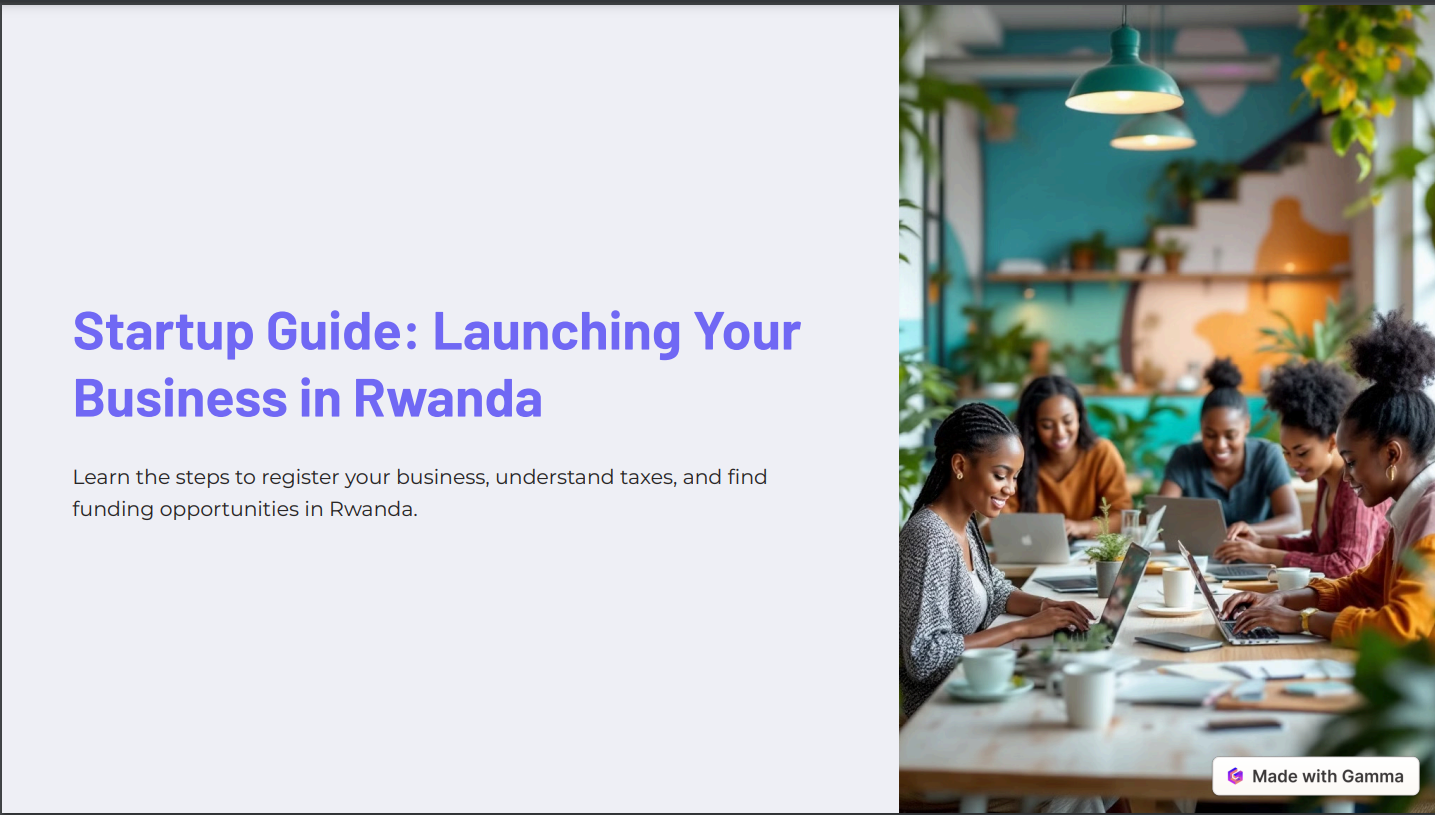 Startup Guide: Launching Your
Business in Rwanda
Learn the steps to register your business, understand taxes, and find
funding opportunities in Rwanda.
Made with Gamma